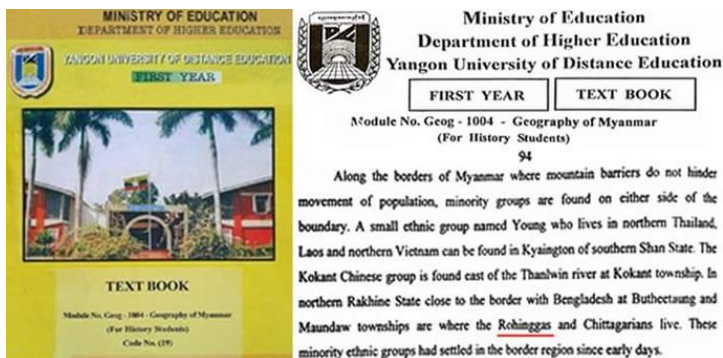 MINISTRY OF EDUCATION
DEPARTMENT OF HIGHER EDUCATION
YANGON UNIVERSITY OF DISTANCE EDUCATION
FIRST YEAR
TEXT BOOK
Module No. Geog - 1004 - Geography of Myanmar
(For History Students)
Code No. (19)
Ministry of Education
Department of Higher Education
Yangon University of Distance Education
FIRST YEAR
TEXT BOOK
Module No. Geog - 1004 - Geography of Myanmar
(For History Students)
94
Along the borders of Myanmar where mountain barriers do not hinder
movement of population, minority groups are found on either side of the
boundary. A small ethnic group named Young who lives in northern Thailand,
Laos and northern Vietnam can be found in Kyaington of southern Shan State. The
Kokant Chinese group is found east of the Thanlwin river at Kokant township. In
northern Rakhine State close to the border with Bengladesh at Butheetaung and
Maundaw townships are where the Rohinggas and Chittagarians live. These
minority ethnic groups had settled in the border region since early days.